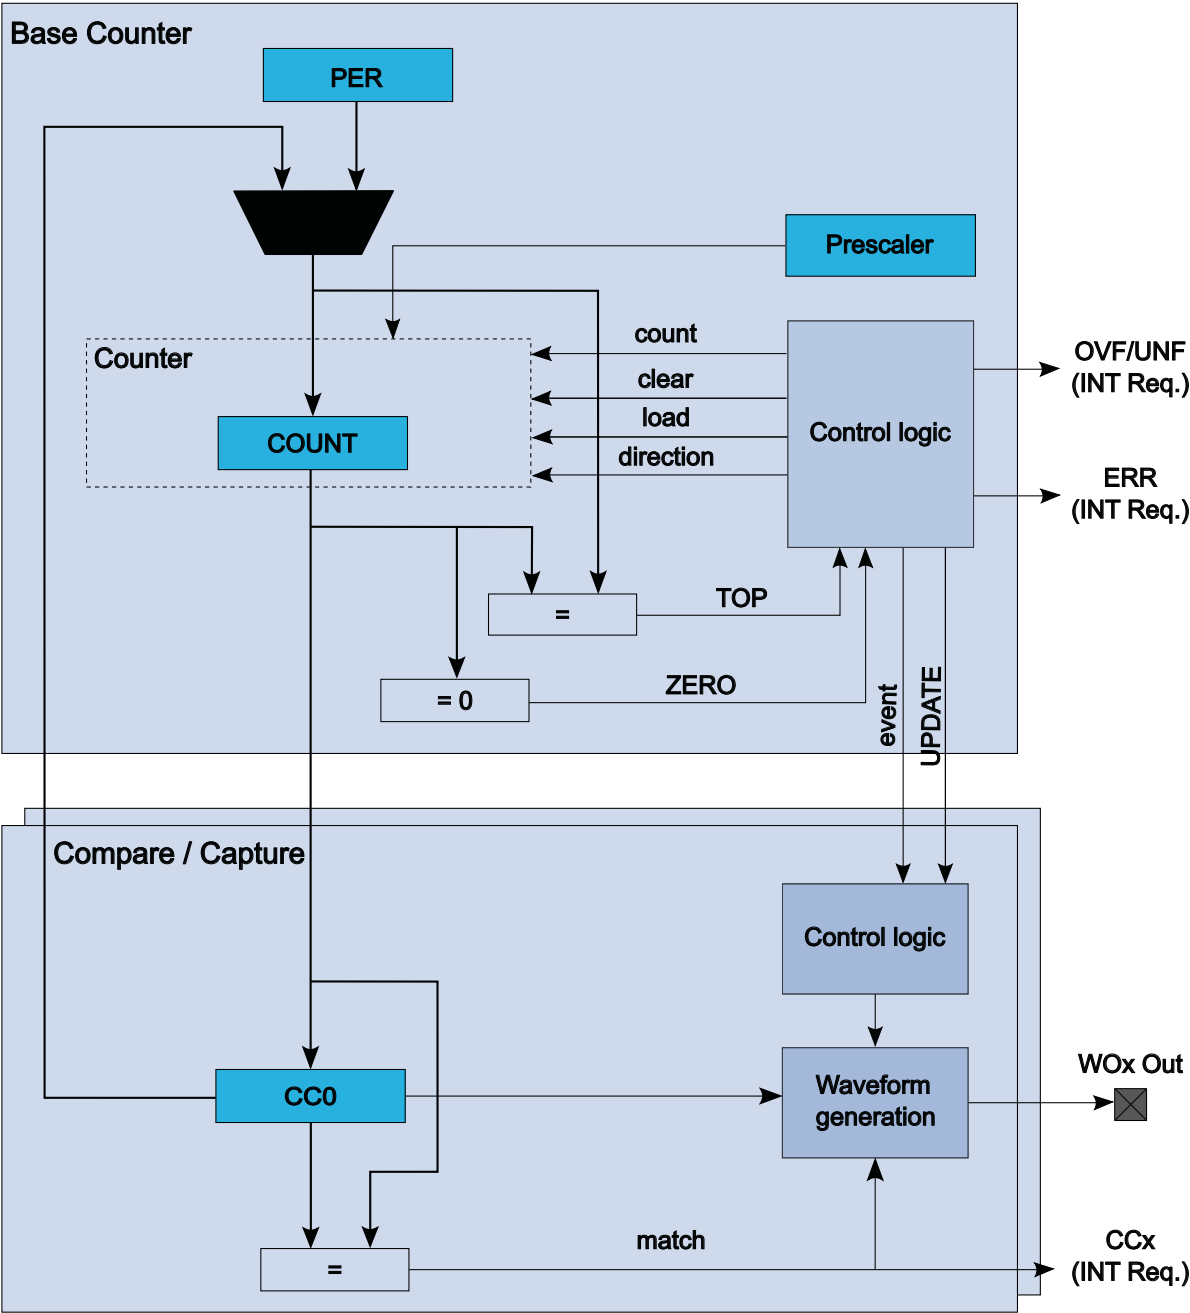 Base Counter
PER
Prescaler
Counter
count
clear
load
direction
COUNT
Control logic
OVF/UNF
(INT Req.)
ERR
(INT Req.)
=
TOP
= 0
ZERO
event
UPDATE
Compare / Capture
Control logic
CC0
Waveform
generation
WOx Out
=
match
CCx
(INT Req.)